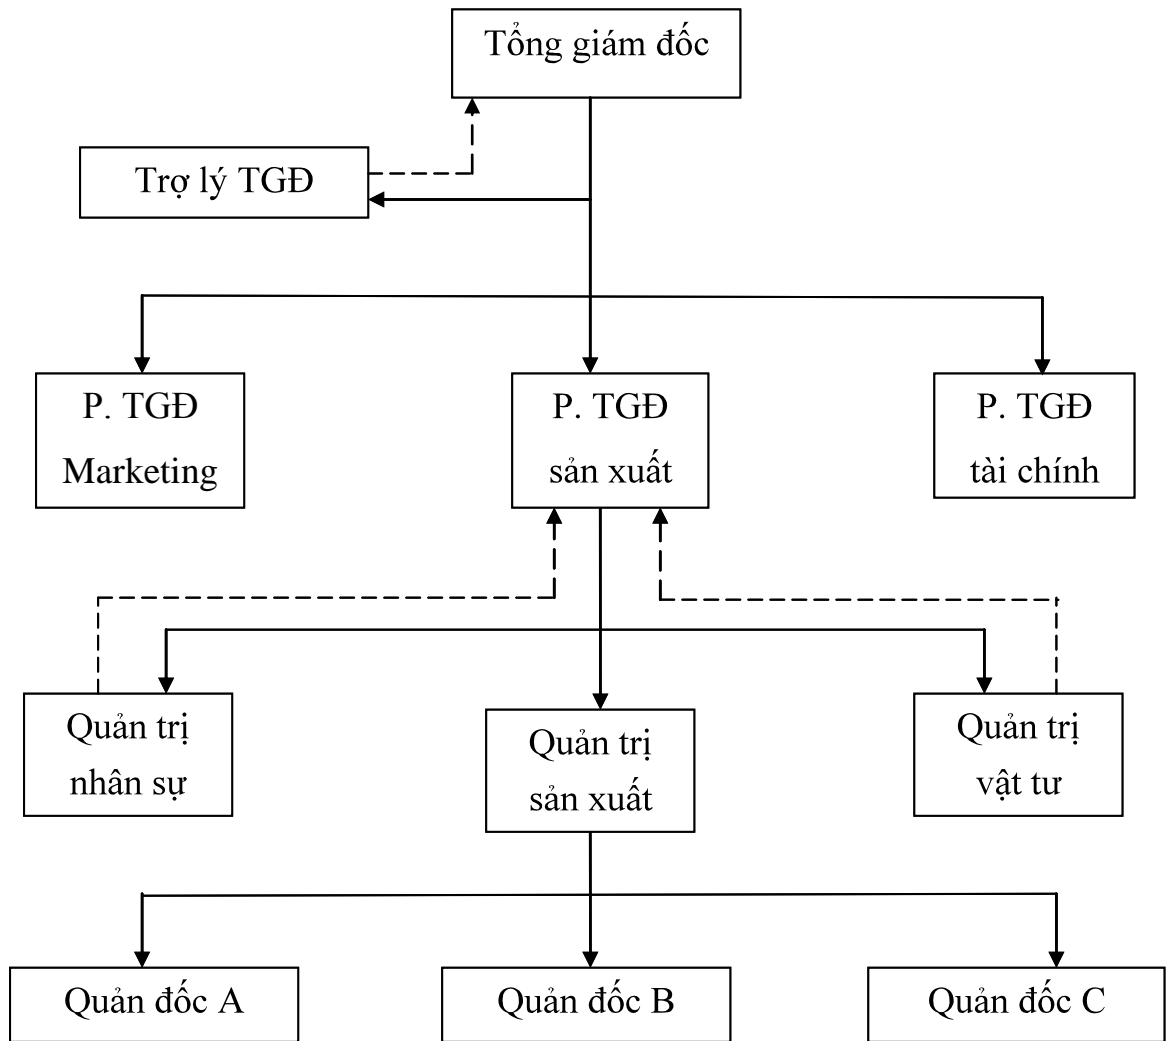 Tổng giám đốc
Trợ lý TGĐ
P. TGĐ
Marketing
P. TGĐ
sản xuất
P. TGĐ
tài chính
Quản trị
nhân sự
Quản trị
sản xuất
Quản trị
vật tư
Quản đốc A
Quản đốc B
Quản đốc C